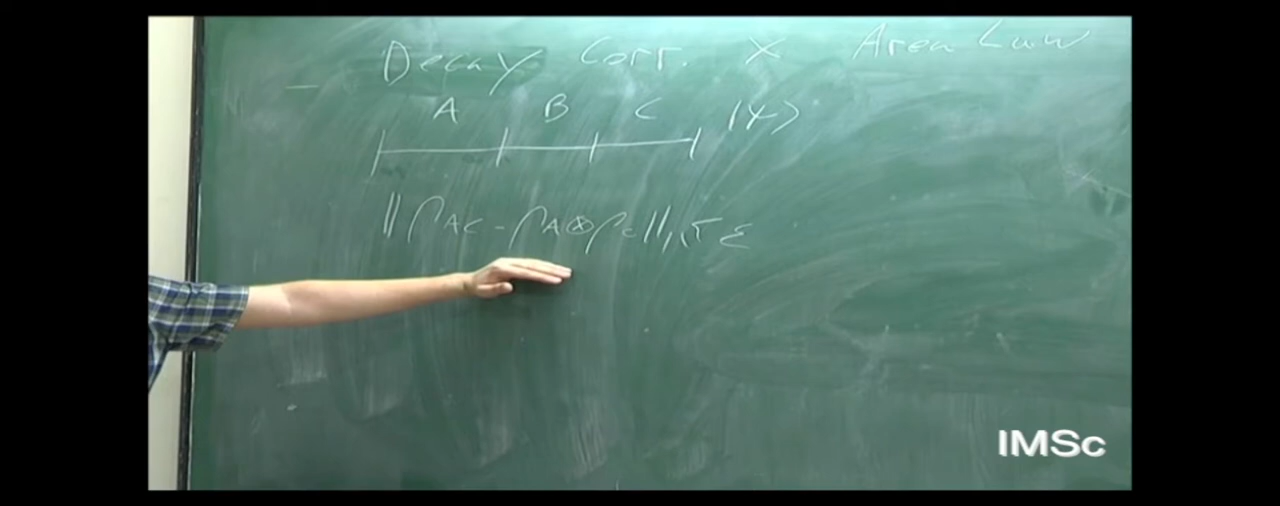 Decay Corr. X Area Law
A B C |ψ>
|| ρAC - ρA⊗ρC ||₁ ≤ ε
IMSc